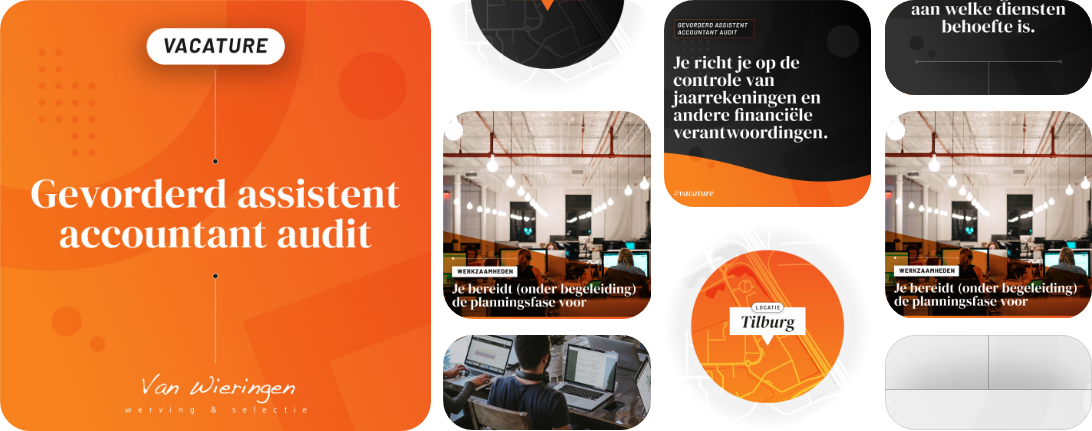 VACATURE
Gevorderd assistent
accountant audit
Van Wieringen
werving & selectie
WERKZAAMHEDEN
Je bereidt (onder begeleiding)
de planningsfase voor
GEVORDERD ASSISTENT
ACCOUNTANT AUDIT
Je richt je op de
controle van
jaarrekeningen en
andere financiële
verantwoordingen.
#vacature
LOCATIE
Tilburg
aan welke diensten
behoefte is.
WERKZAAMHEDEN
Je bereidt (onder begeleiding)
de planningsfase voor